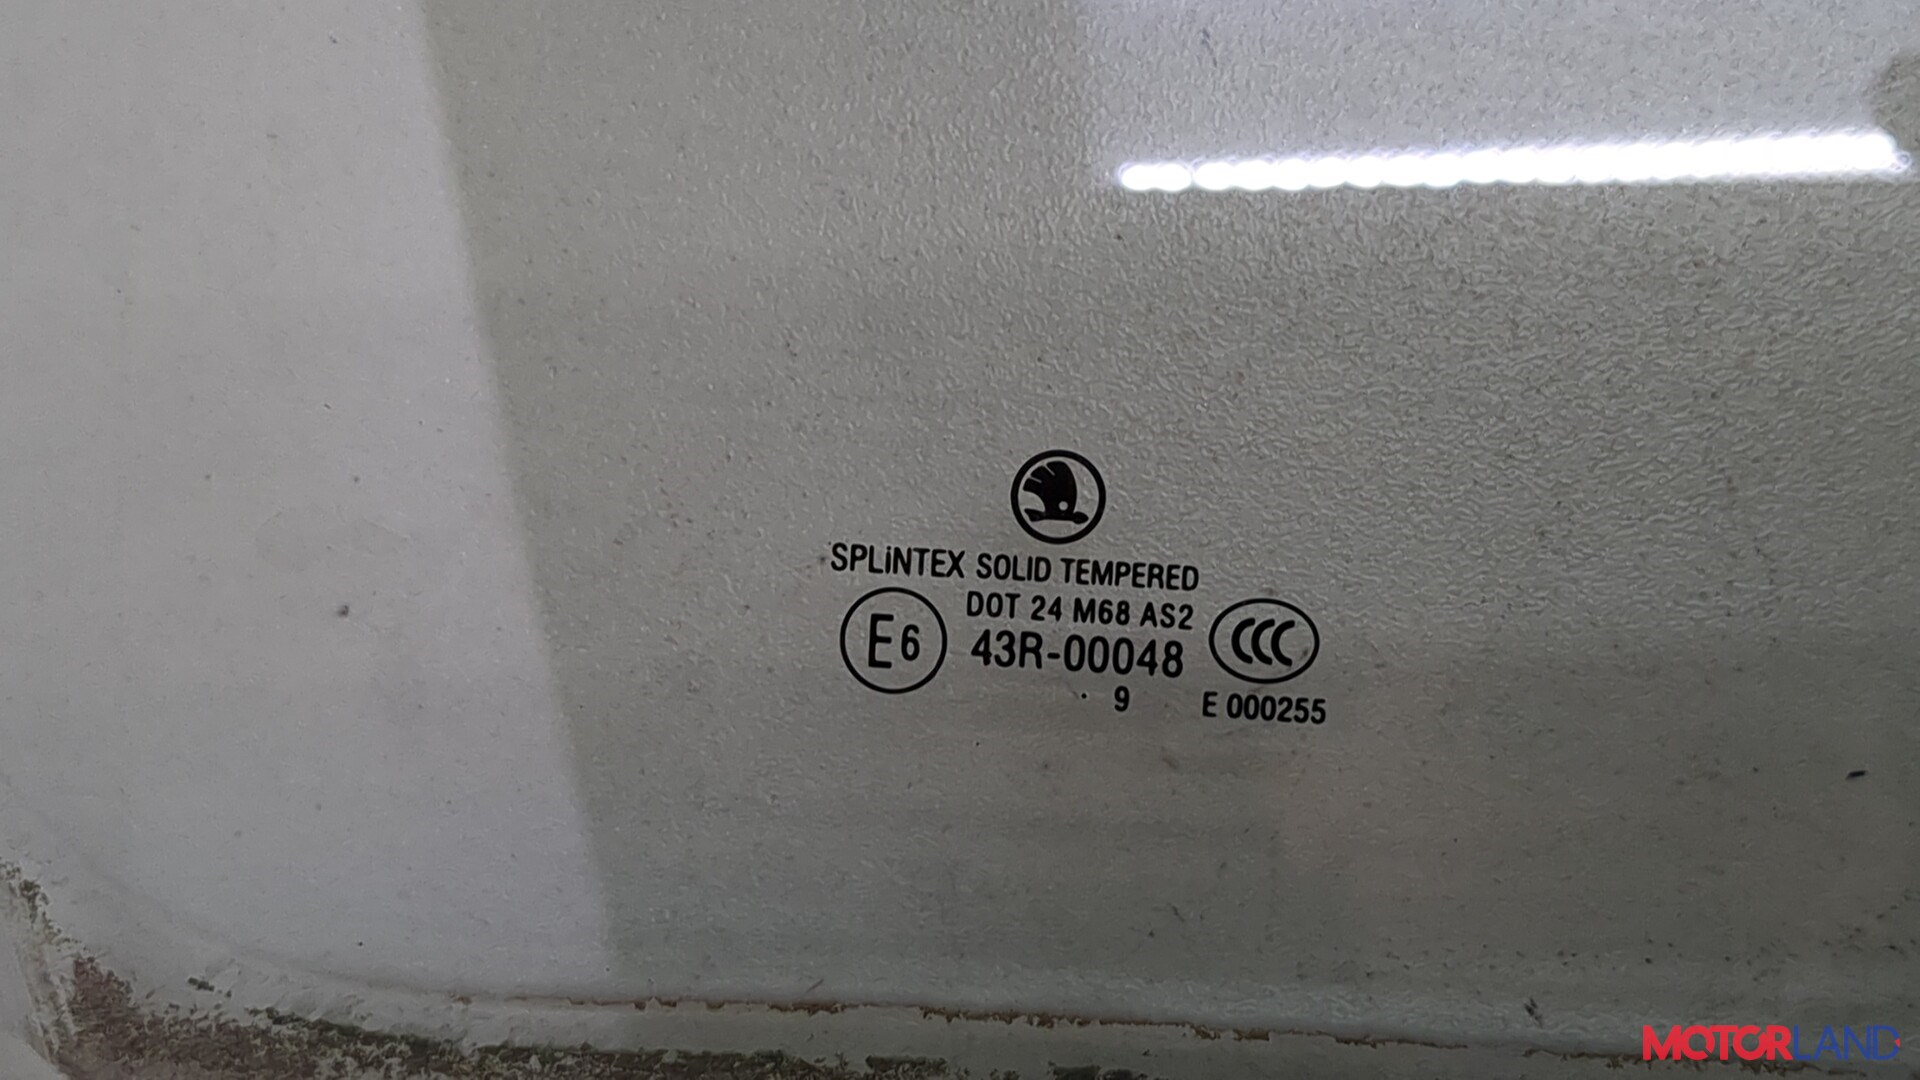 SPLiNTEX SOLID TEMPERED
DOT 24 M68 AS2
E6 43R-00048 CCC
. 9 E 000255
MOTORLAND